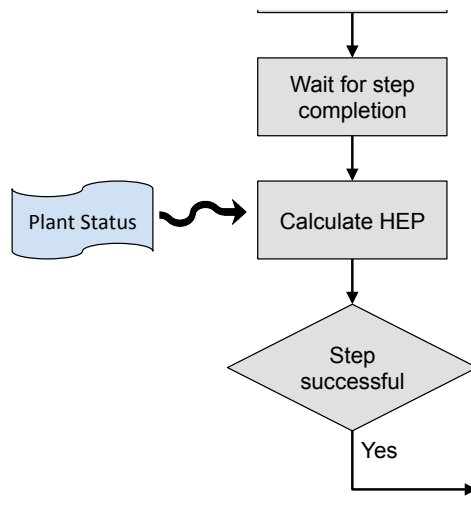 Wait for step
completion
Plant Status
Calculate HEP
Step
successful
Yes